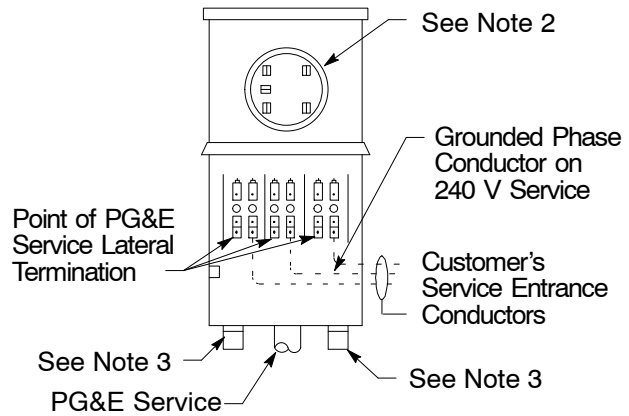 See Note 2
Grounded Phase
Conductor on
240 V Service
Point of PG&E
Service Lateral
Termination
Customer's
Service Entrance
Conductors
See Note 3
See Note 3
PG&E Service